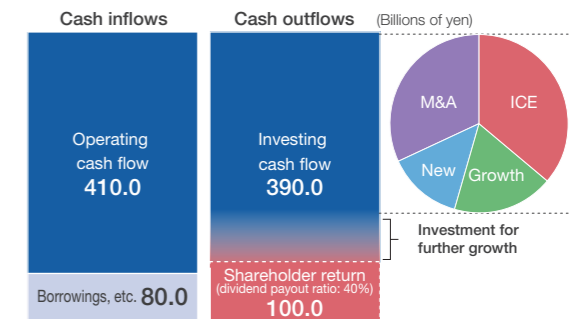 Cash inflows
Cash outflows
(Billions of yen)
Operating
cash flow
410.0
Borrowings, etc. 80.0
Investing
cash flow
390.0
Shareholder return
(dividend payout ratio: 40%)
100.0
M&A
ICE
New
Growth
Investment for
further growth